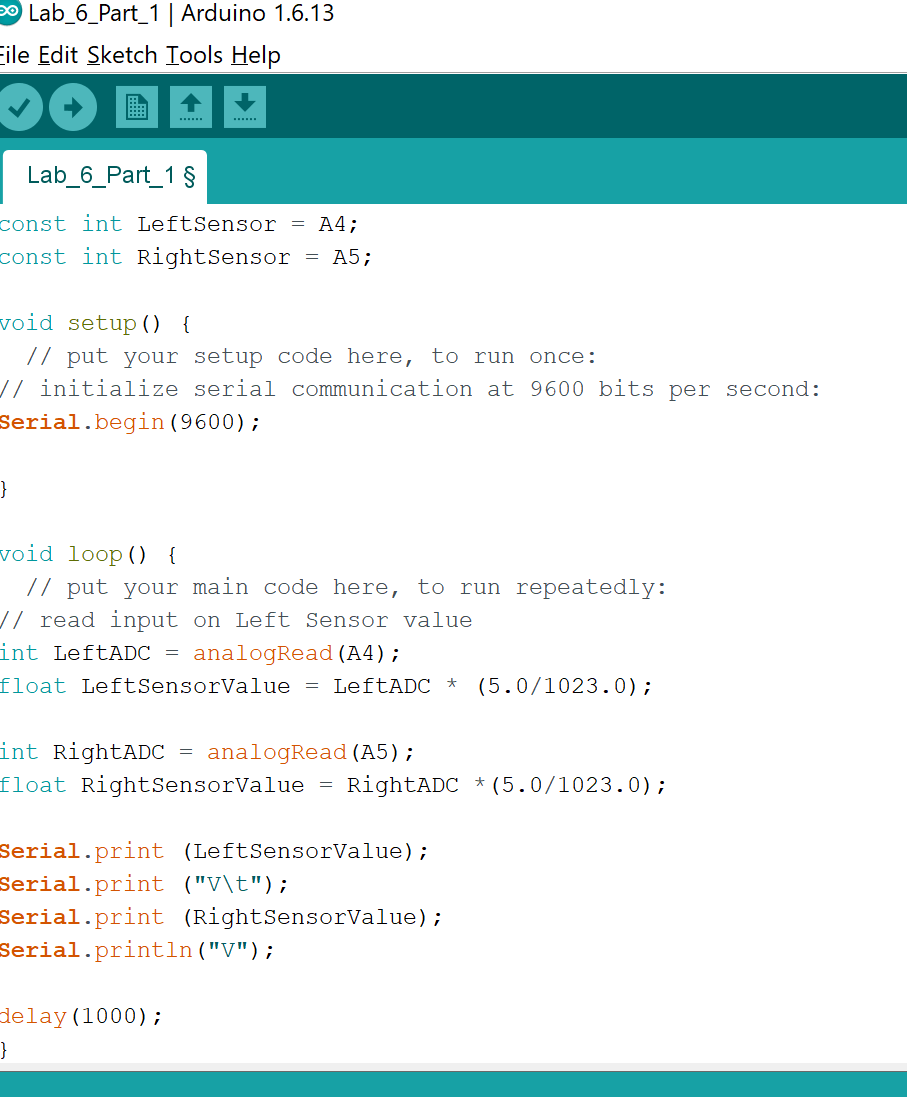 Lab_6_Part_1 | Arduino 1.6.13
File Edit Sketch Tools Help
Lab_6_Part_1 §
const int LeftSensor = A4;
const int RightSensor = A5;
void setup() {
// put your setup code here, to run once:
// initialize serial communication at 9600 bits per second:
Serial.begin(9600);
}
void loop() {
// put your main code here, to run repeatedly:
// read input on Left Sensor value
int LeftADC = analogRead(A4);
float LeftSensorValue = LeftADC * (5.0/1023.0);
int RightADC = analogRead(A5);
float RightSensorValue = RightADC *(5.0/1023.0);
Serial.print (LeftSensorValue);
Serial.print ("V\t");
Serial.print (RightSensorValue);
Serial.println("V");
delay(1000);
}